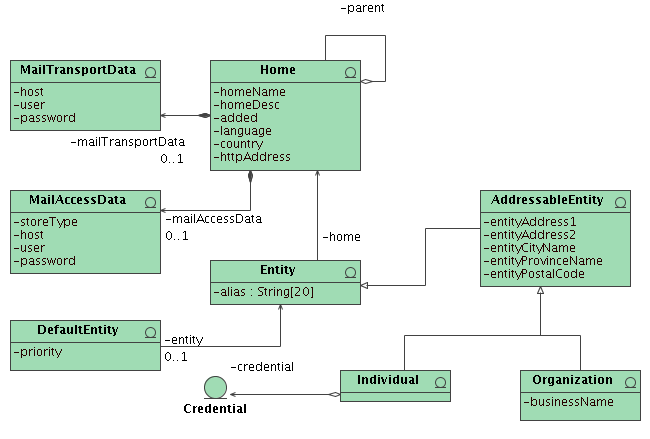 -parent
MailTransportData
-host
-user
-password
Home
-homeName
-homeDesc
-added
-language
-country
-httpAddress
-mailTransportData
0..1
MailAccessData
-storeType
-host
-user
-password
-mailAccessData
0..1
-home
AddressableEntity
-entityAddress1
-entityAddress2
-entityCityName
-entityProvinceName
-entityPostalCode
Entity
-alias : String[20]
DefaultEntity
-priority
-entity
0..1
-credential
Credential
Individual
Organization
-businessName